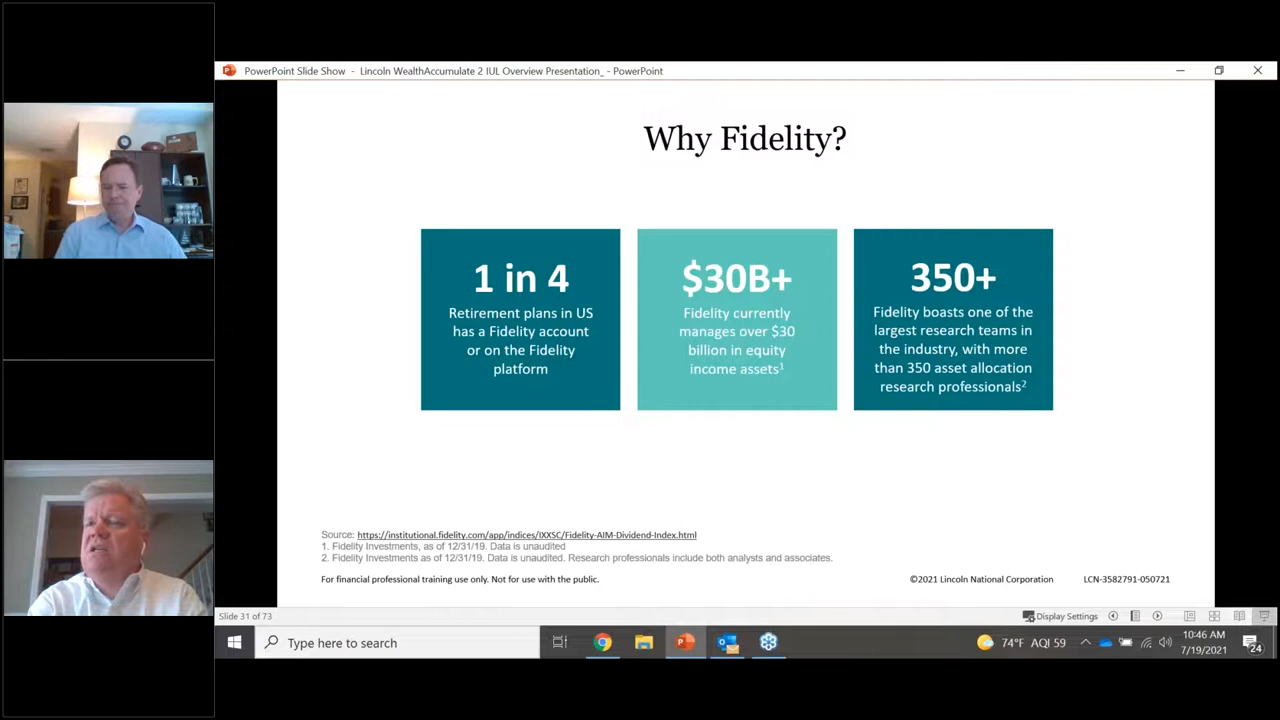 PowerPoint Slide Show - Lincoln WealthAccumulate 2 IUL Overview Presentation_ - PowerPoint
Why Fidelity?
1 in 4
Retirement plans in US
has a Fidelity account
or on the Fidelity
platform
$30B+
Fidelity currently
manages over $30
billion in equity
income assets1
350+
Fidelity boasts one of the
largest research teams in
the industry, with more
than 350 asset allocation
research professionals2
Source: https://institutional.fidelity.com/app/indices/IXXSC/Fidelity-AIM-Dividend-Index.html
1. Fidelity Investments, as of 12/31/19. Data is unaudited
2. Fidelity Investments as of 12/31/19. Data is unaudited. Research professionals include both analysts and associates.
For financial professional training use only. Not for use with the public.
©2021 Lincoln National Corporation
LCN-3582791-050721
Slide 31 of 73
Display Settings
Type here to search
74°F AQI 59
10:46 AM
7/19/2021
24